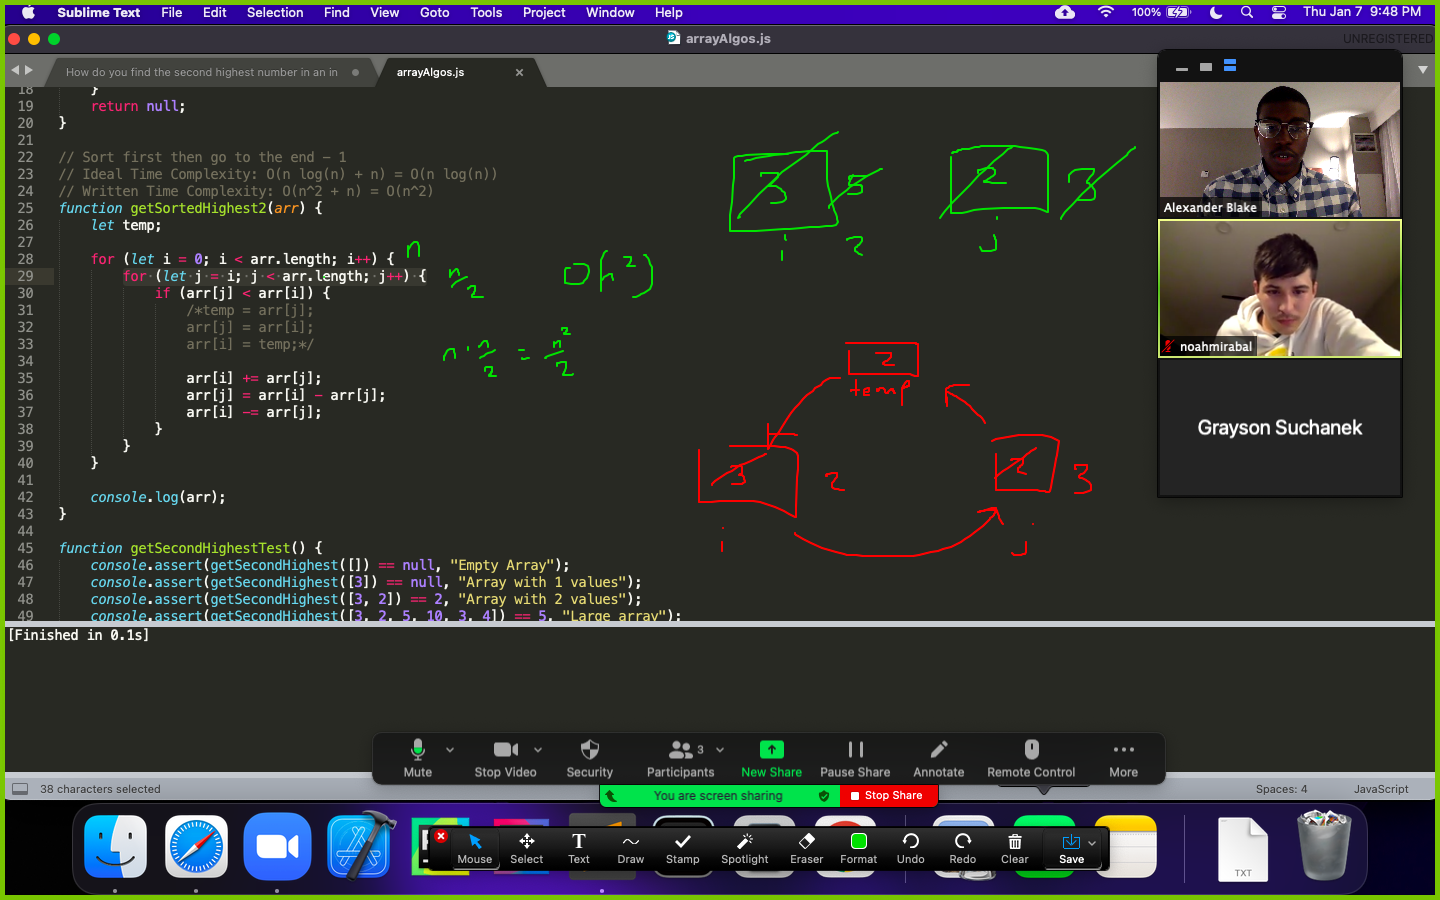 Sublime Text File Edit Selection Find View Goto Tools Project Window Help 100% Thu Jan 7 9:48 PM
arrayAlgos.js UNREGISTERED
How do you find the second highest number in an in arrayAlgos.js
18 }
19 return null;
20 }
21
22 // Sort first then go to the end - 1
23 // Ideal Time Complexity: O(n log(n) + n) = O(n log(n))
24 // Written Time Complexity: O(n^2 + n) = O(n^2)
25 function getSortedHighest2(arr) {
26 let temp;
27
28 for (let i = 0; i < arr.length; i++) {
29 for (let j = i; j < arr.length; j++) {
30 if (arr[j] < arr[i]) {
31 /*temp = arr[j];
32 arr[j] = arr[i];
33 arr[i] = temp;*/
34
35 arr[i] += arr[j];
36 arr[j] = arr[i] - arr[j];
37 arr[i] -= arr[j];
38 }
39 }
40 }
41
42 console.log(arr);
43 }
44
45 function getSecondHighestTest() {
46 console.assert(getSecondHighest([]) == null, "Empty Array");
47 console.assert(getSecondHighest([3]) == null, "Array with 1 values");
48 console.assert(getSecondHighest([3, 2]) == 2, "Array with 2 values");
49 console.assert(getSecondHighest([3, 2, 5, 10, 3, 4]) == 5, "Large array");
3 5 2 3
i 2 j
n
n/2 O(n²)
n · n/2 = n²/2
2
temp
3 2 2 3
i j
Alexander Blake
noahmirabal
Grayson Suchanek
[Finished in 0.1s]
3
Mute Stop Video Security Participants New Share Pause Share Annotate Remote Control More
38 characters selected Spaces: 4 JavaScript
You are screen sharing Stop Share
Mouse Select Text Draw Stamp Spotlight Eraser Format Undo Redo Clear Save
TXT